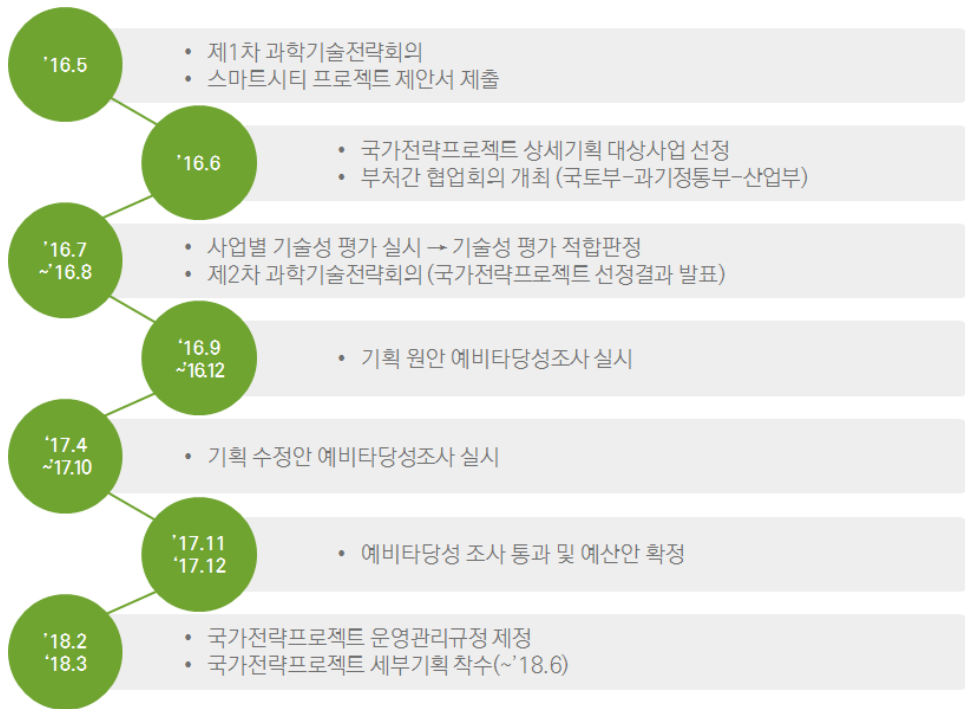 ’16.5
• 제1차 과학기술전략회의
• 스마트시티 프로젝트 제안서 제출
’16.6
• 국가전략프로젝트 상세기획 대상사업 선정
• 부처간 협업회의 개최 (국토부-과기정통부-산업부)
’16.7
~’16.8
• 사업별 기술성 평가 실시 → 기술성 평가 적합판정
• 제2차 과학기술전략회의 (국가전략프로젝트 선정결과 발표)
‘16.9
~’16.12
• 기획 원안 예비타당성조사 실시
‘17.4
~’17.10
• 기획 수정안 예비타당성조사 실시
’17.11
‘17.12
• 예비타당성 조사 통과 및 예산안 확정
’18.2
‘18.3
• 국가전략프로젝트 운영관리규정 제정
• 국가전략프로젝트 세부기획 착수(~’18.6)